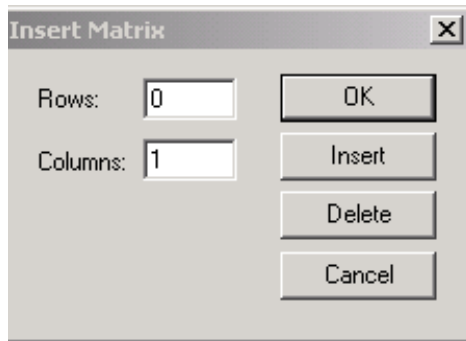 Insert Matrix
Rows: 0
OK
Columns: 1
Insert
Delete
Cancel